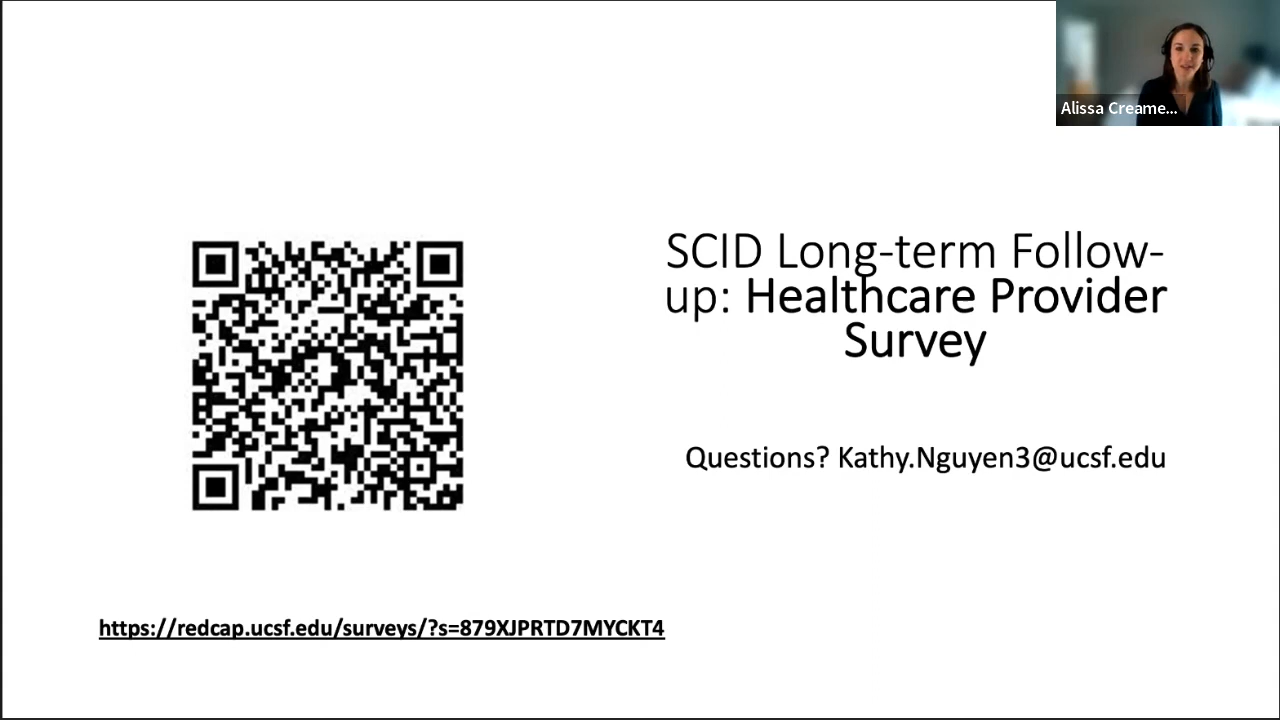 Alissa Creame...
SCID Long-term Follow-
up: Healthcare Provider
Survey
Questions? Kathy.Nguyen3@ucsf.edu
https://redcap.ucsf.edu/surveys/?s=879XJPRTD7MYCKT4